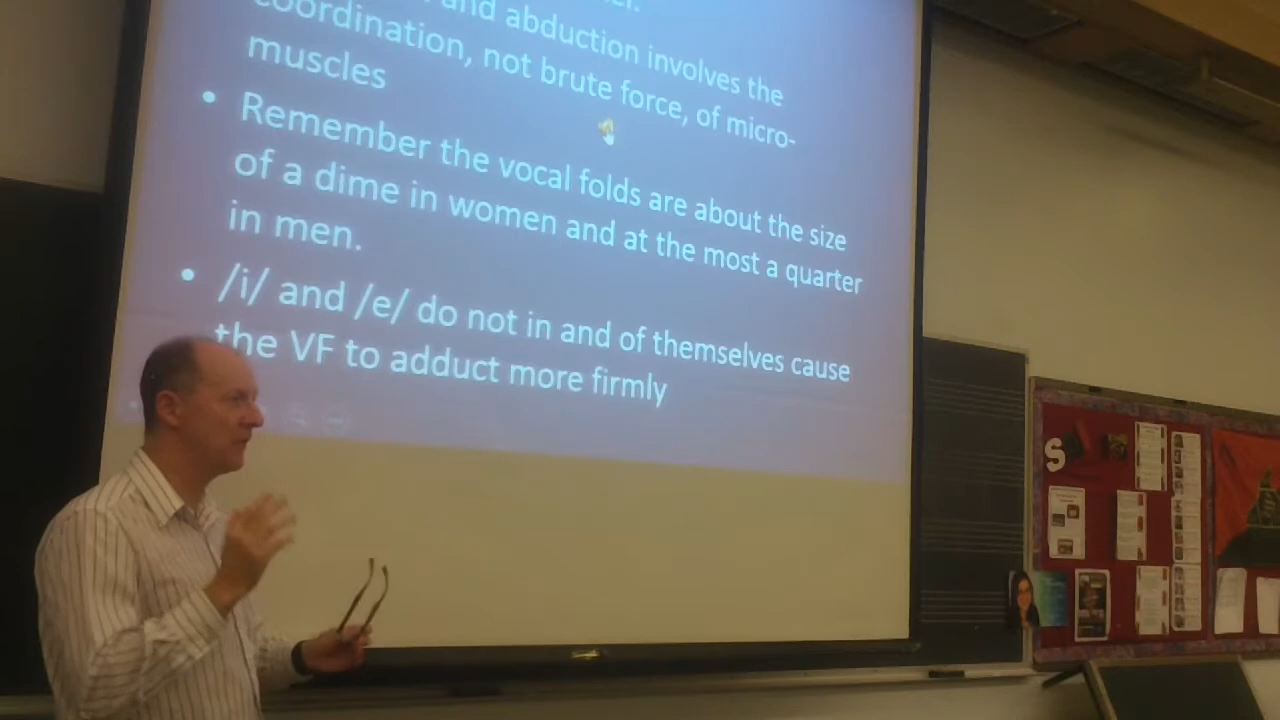 and abduction involves the
coordination, not brute force, of micro-
muscles
• Remember the vocal folds are about the size
of a dime in women and at the most a quarter
in men.
• /i/ and /e/ do not in and of themselves cause
the VF to adduct more firmly
S